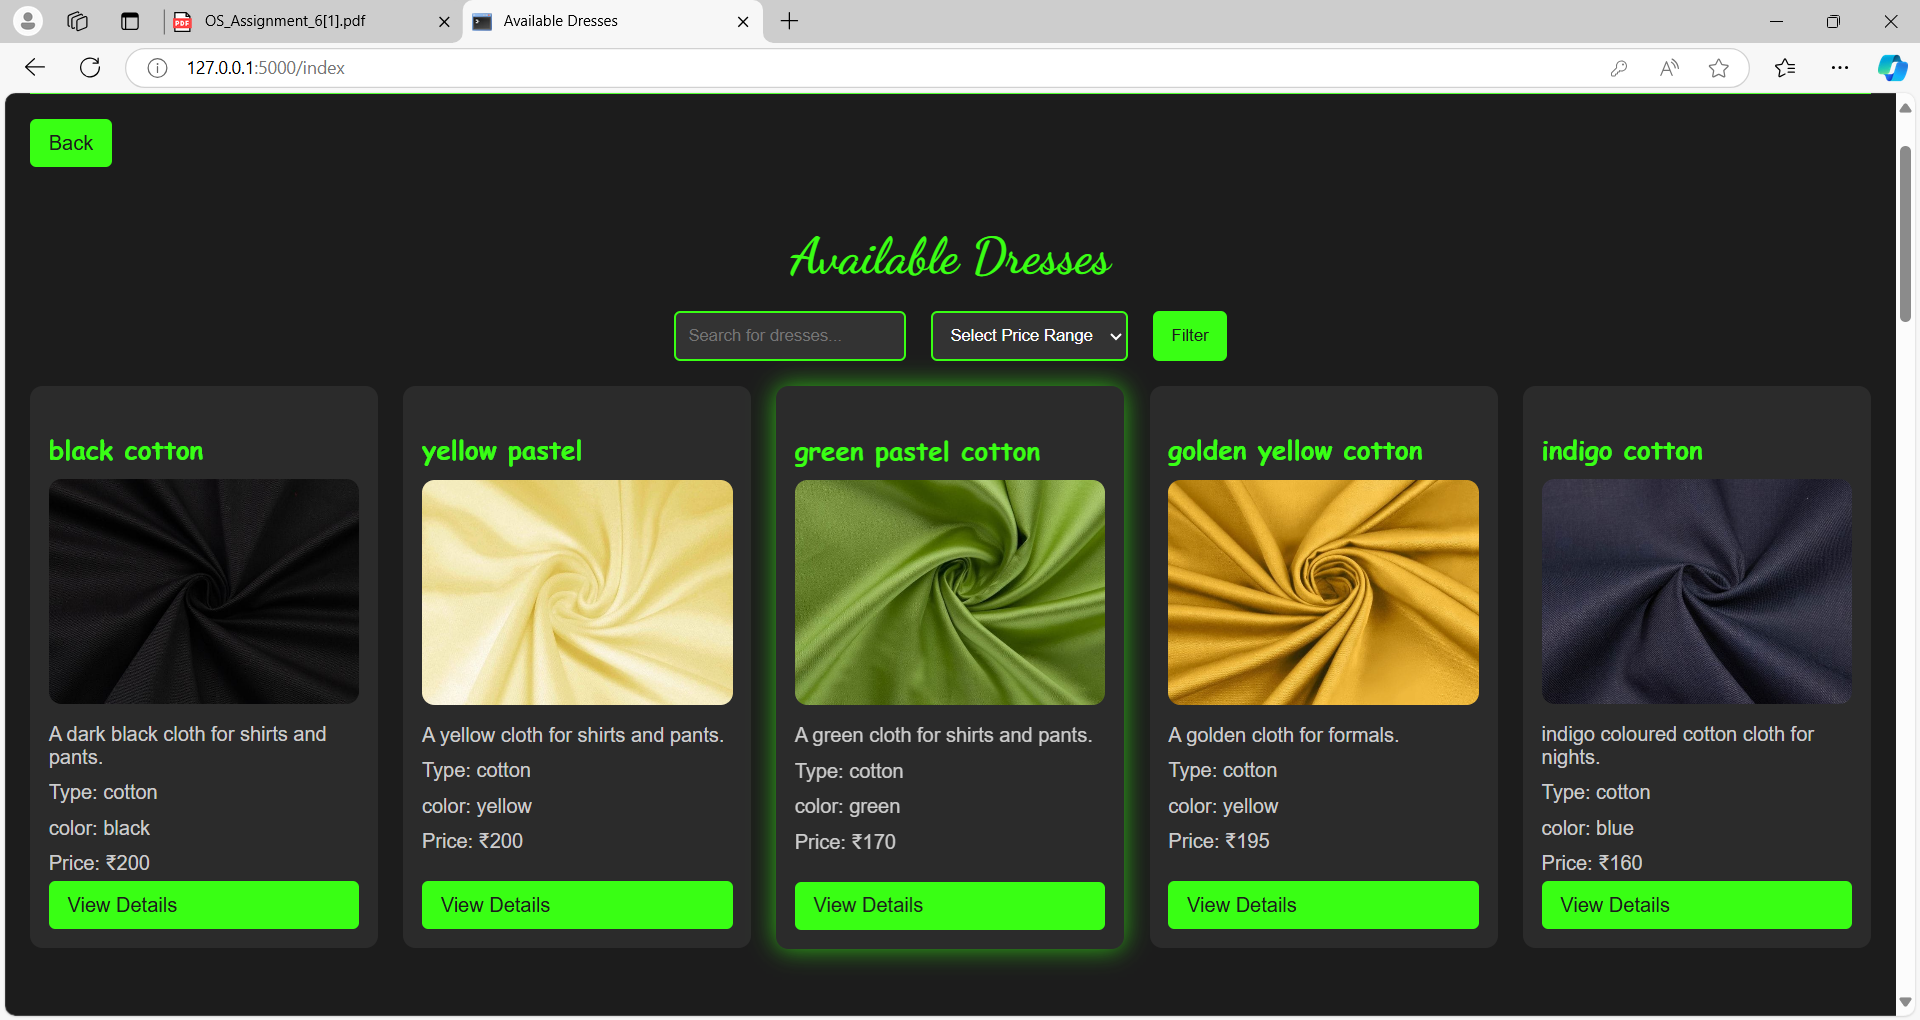 OS_Assignment_6[1].pdf
Available Dresses
127.0.0.1:5000/index
Back
Available Dresses
Search for dresses...
Select Price Range
Filter
black cotton
A dark black cloth for shirts and
pants.
Type: cotton
color: black
Price: ₹200
View Details
yellow pastel
A yellow cloth for shirts and pants.
Type: cotton
color: yellow
Price: ₹200
View Details
green pastel cotton
A green cloth for shirts and pants.
Type: cotton
color: green
Price: ₹170
View Details
golden yellow cotton
A golden cloth for formals.
Type: cotton
color: yellow
Price: ₹195
View Details
indigo cotton
indigo coloured cotton cloth for
nights.
Type: cotton
color: blue
Price: ₹160
View Details